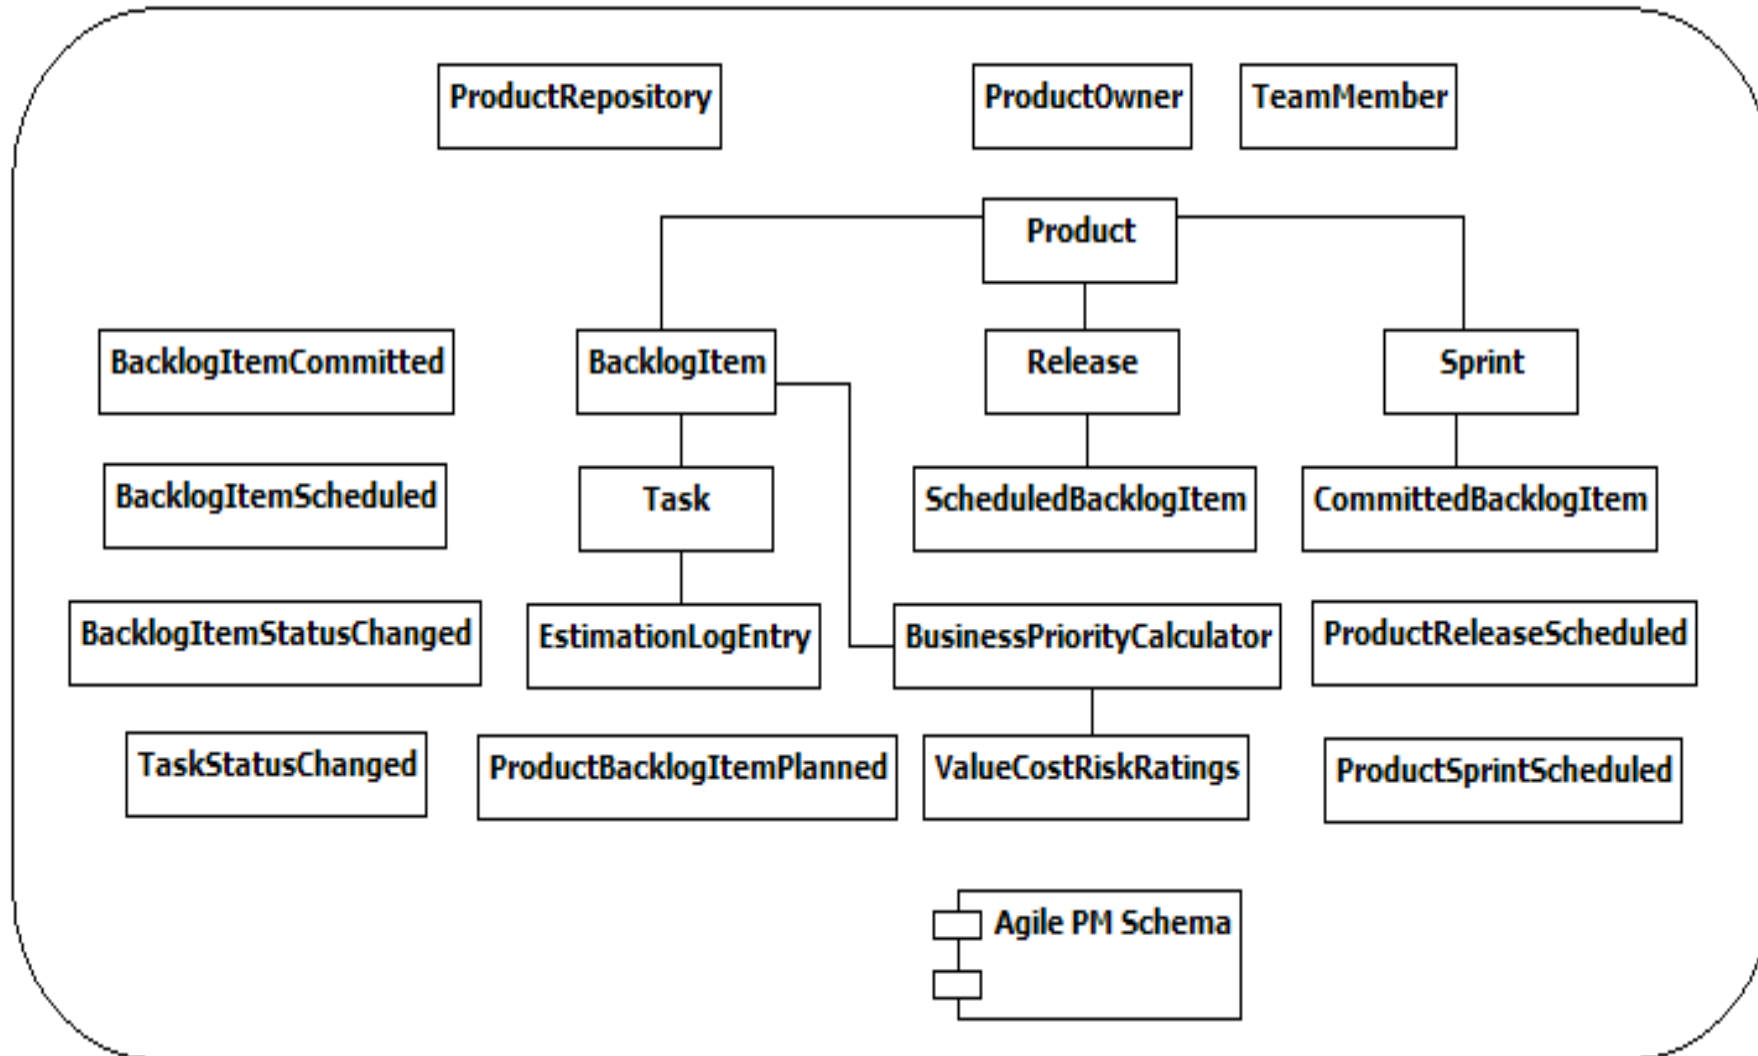 ProductRepository
ProductOwner
TeamMember
Product
BacklogItemCommitted
BacklogItem
Release
Sprint
BacklogItemScheduled
Task
ScheduledBacklogItem
CommittedBacklogItem
BacklogItemStatusChanged
EstimationLogEntry
BusinessPriorityCalculator
ProductReleaseScheduled
TaskStatusChanged
ProductBacklogItemPlanned
ValueCostRiskRatings
ProductSprintScheduled
Agile PM Schema